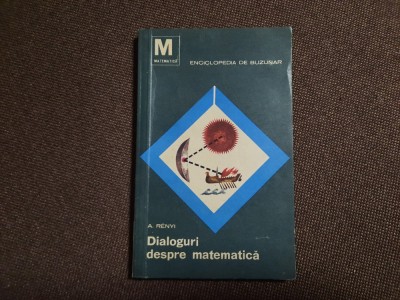 M
MATEMATICĂ
ENCICLOPEDIA DE BUZUNAR
A. RÉNYI
Dialoguri
despre matematică